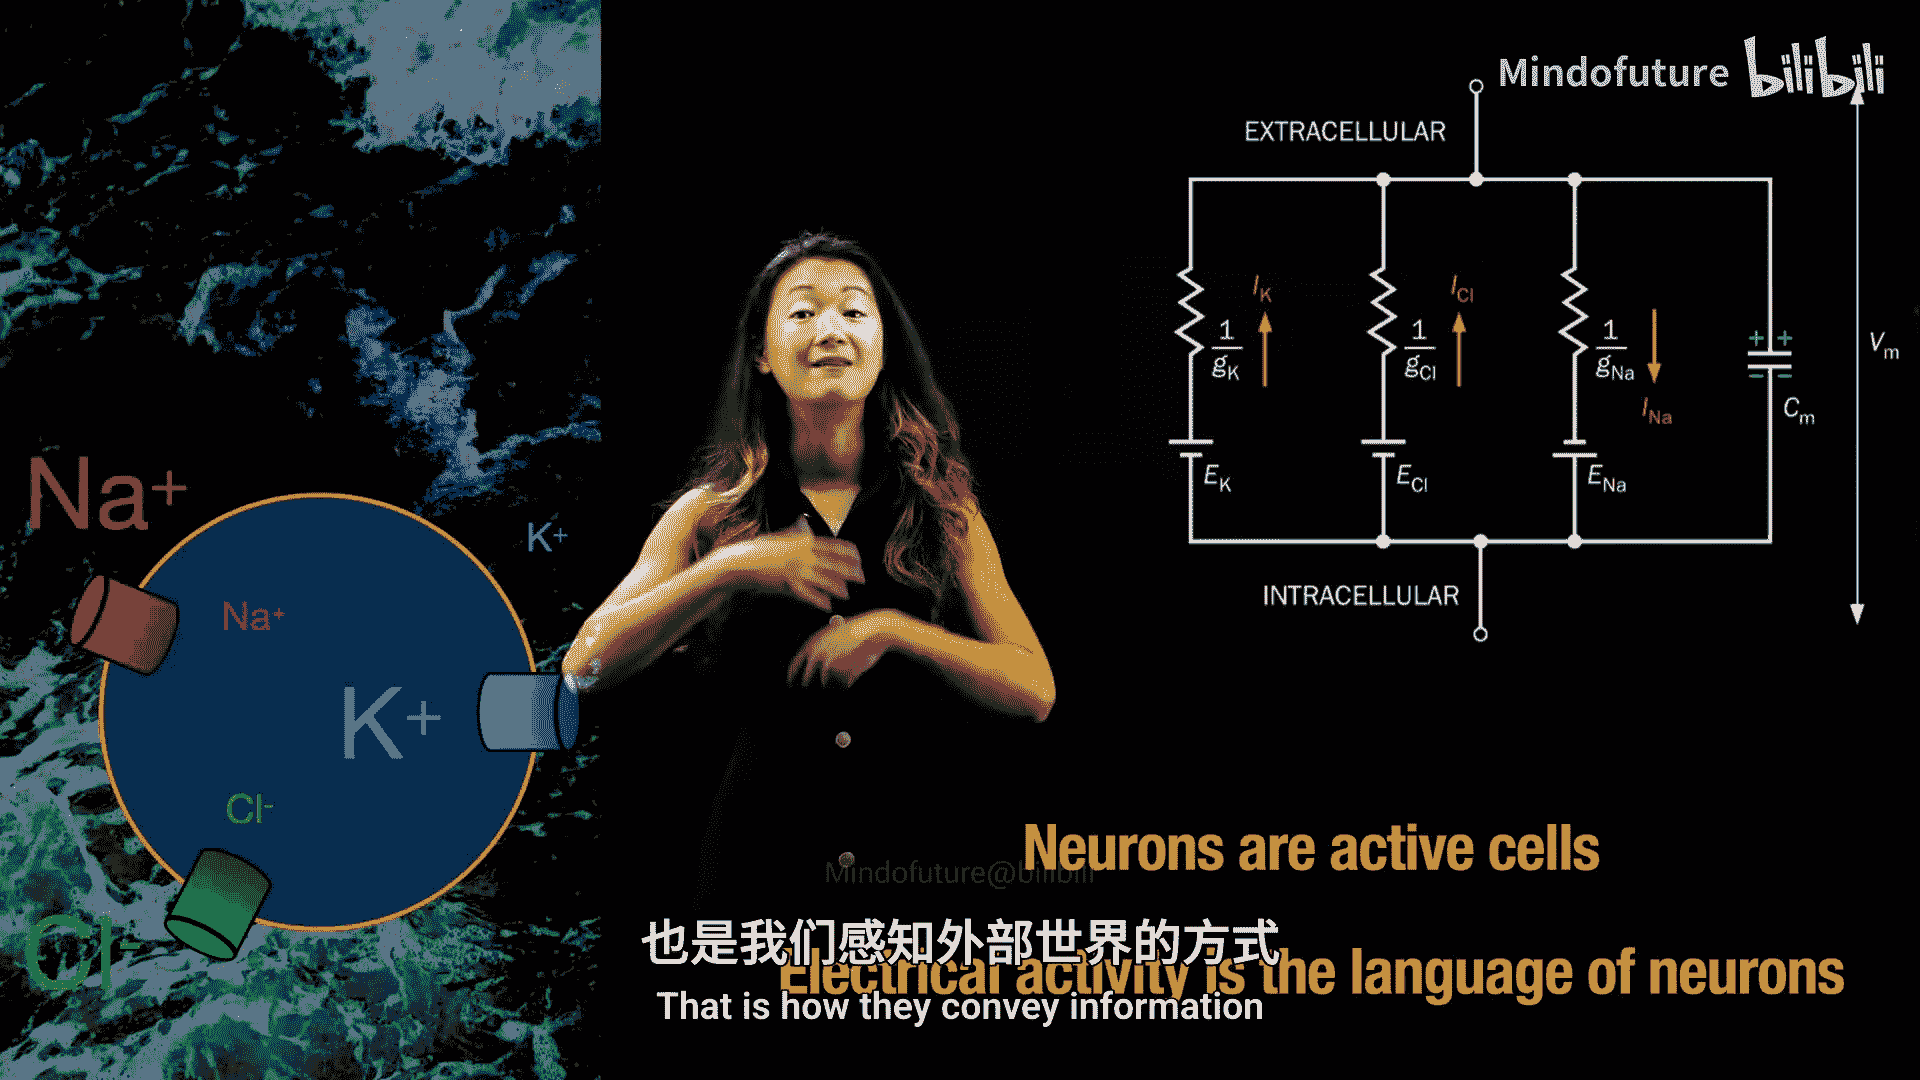 Mindofuture bilibili
EXTRACELLULAR
I_K
I_Cl
1/g_K
1/g_Cl
1/g_Na
I_Na
V_m
C_m
E_K
E_Cl
E_Na
INTRACELLULAR
Na⁺
K⁺
Na⁺
K⁺
Cl⁻
Cl⁻
Neurons are active cells
Mindofuture@bilibili
也是我们感知外部世界的方式
Electrical activity is the language of neurons
That is how they convey information